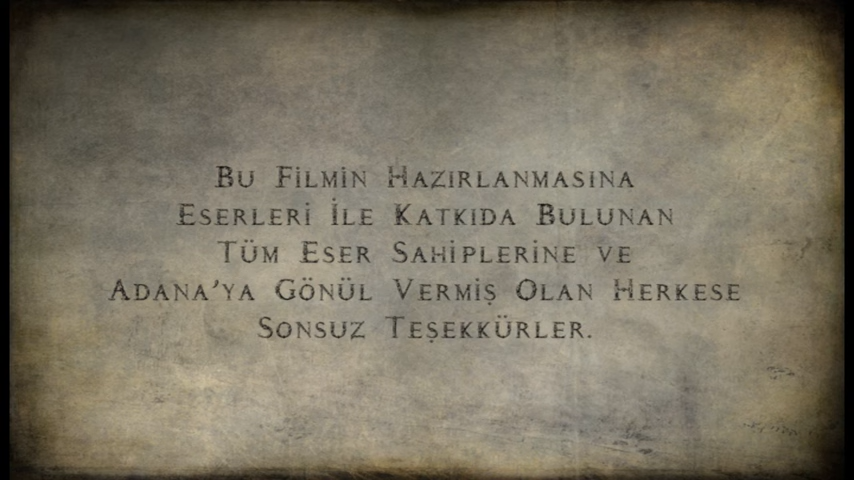 Bu Filmin Hazırlanmasına
Eserleri İle Katkıda Bulunan
Tüm Eser Sahiplerine ve
Adana'ya Gönül Vermiş Olan Herkese
Sonsuz Teşekkürler.